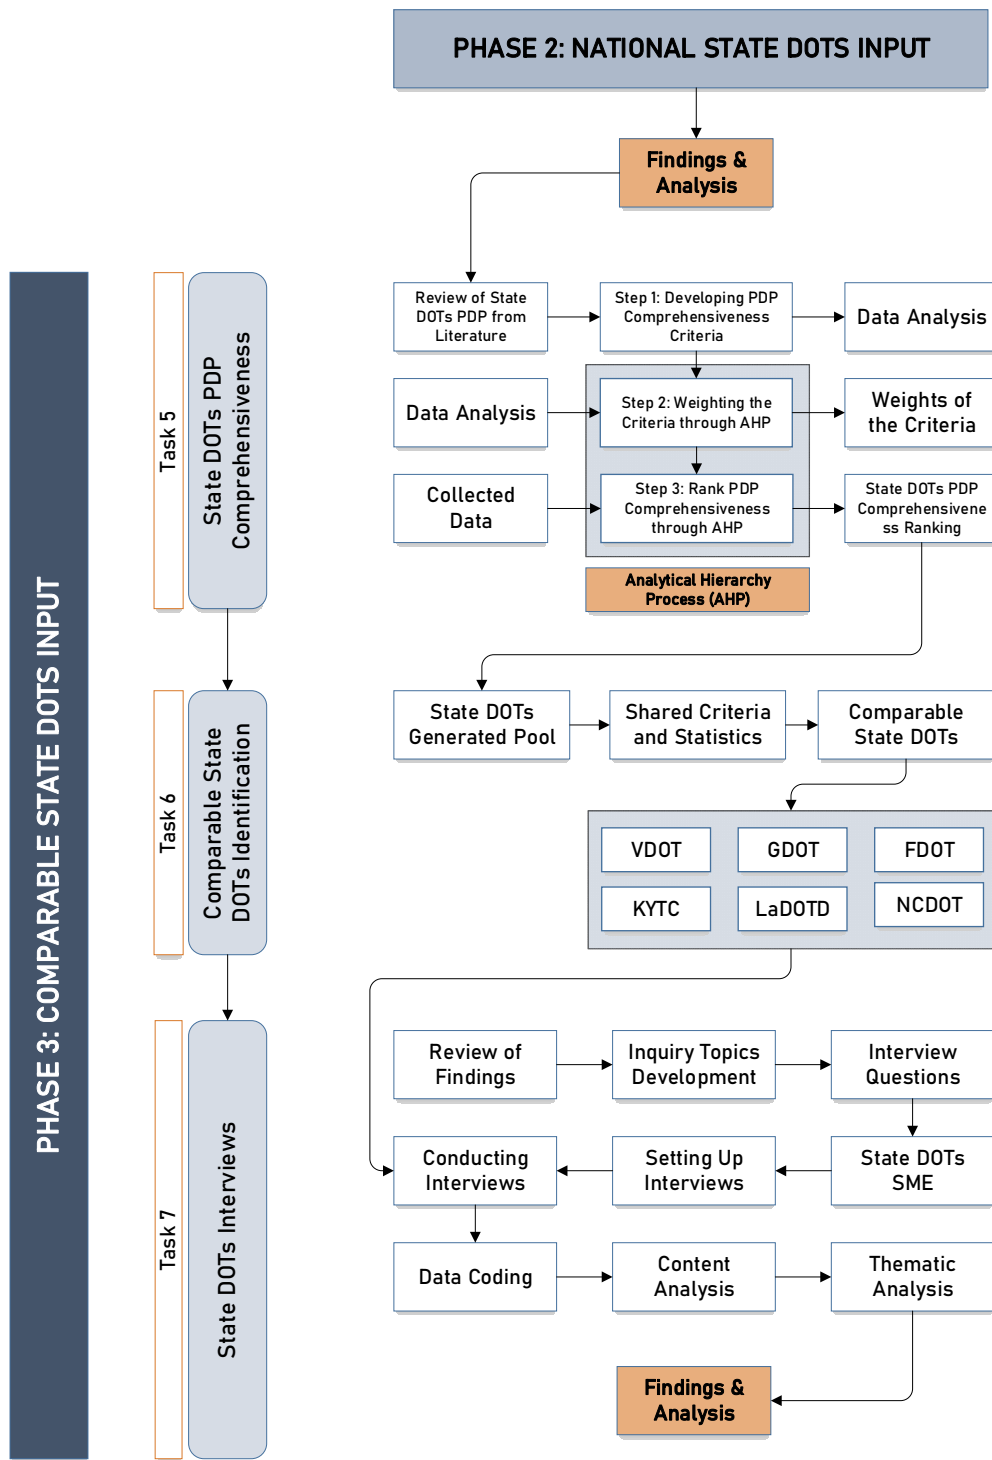 PHASE 2: NATIONAL STATE DOTS INPUT
Findings &
Analysis
PHASE 3: COMPARABLE STATE DOTS INPUT
Task 5
State DOTs PDP
Comprehensiveness
Review of State
DOTs PDP from
Literature
Step 1: Developing PDP
Comprehensiveness
Criteria
Data Analysis
Data Analysis
Step 2: Weighting the
Criteria through AHP
Weights of
the Criteria
Collected
Data
Step 3: Rank PDP
Comprehensiveness
through AHP
State DOTs PDP
Comprehensivene
ss Ranking
Analytical Hierarchy
Process (AHP)
Task 6
Comparable State
DOTs Identification
State DOTs
Generated Pool
Shared Criteria
and Statistics
Comparable
State DOTs
VDOT
GDOT
FDOT
KYTC
LaDOTD
NCDOT
Task 7
State DOTs Interviews
Review of
Findings
Inquiry Topics
Development
Interview
Questions
Conducting
Interviews
Setting Up
Interviews
State DOTs
SME
Data Coding
Content
Analysis
Thematic
Analysis
Findings &
Analysis